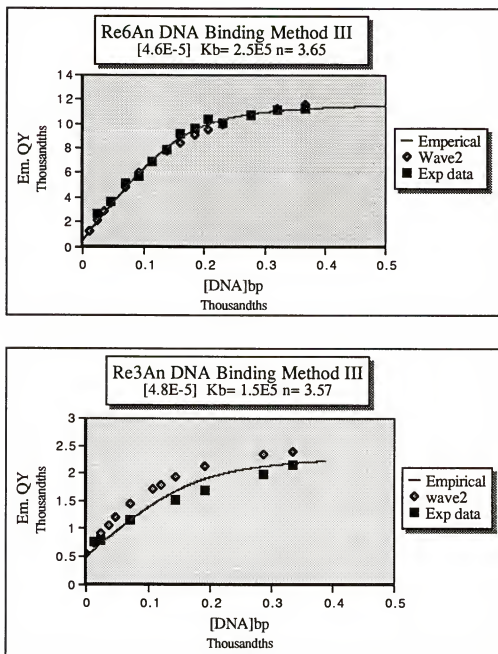 Re6An DNA Binding Method III
[4.6E-5] Kb= 2.5E5 n= 3.65
Em. QY
Thousandths
14
12
10
8
6
4
2
0
0 0.1 0.2 0.3 0.4 0.5
[DNA]bp
Thousandths
Emperical
Wave2
Exp data
Re3An DNA Binding Method III
[4.8E-5] Kb= 1.5E5 n= 3.57
Em. QY
Thousandths
3
2.5
2
1.5
1
0.5
0
0 0.1 0.2 0.3 0.4 0.5
[DNA]bp
Thousandths
Empirical
wave2
Exp data